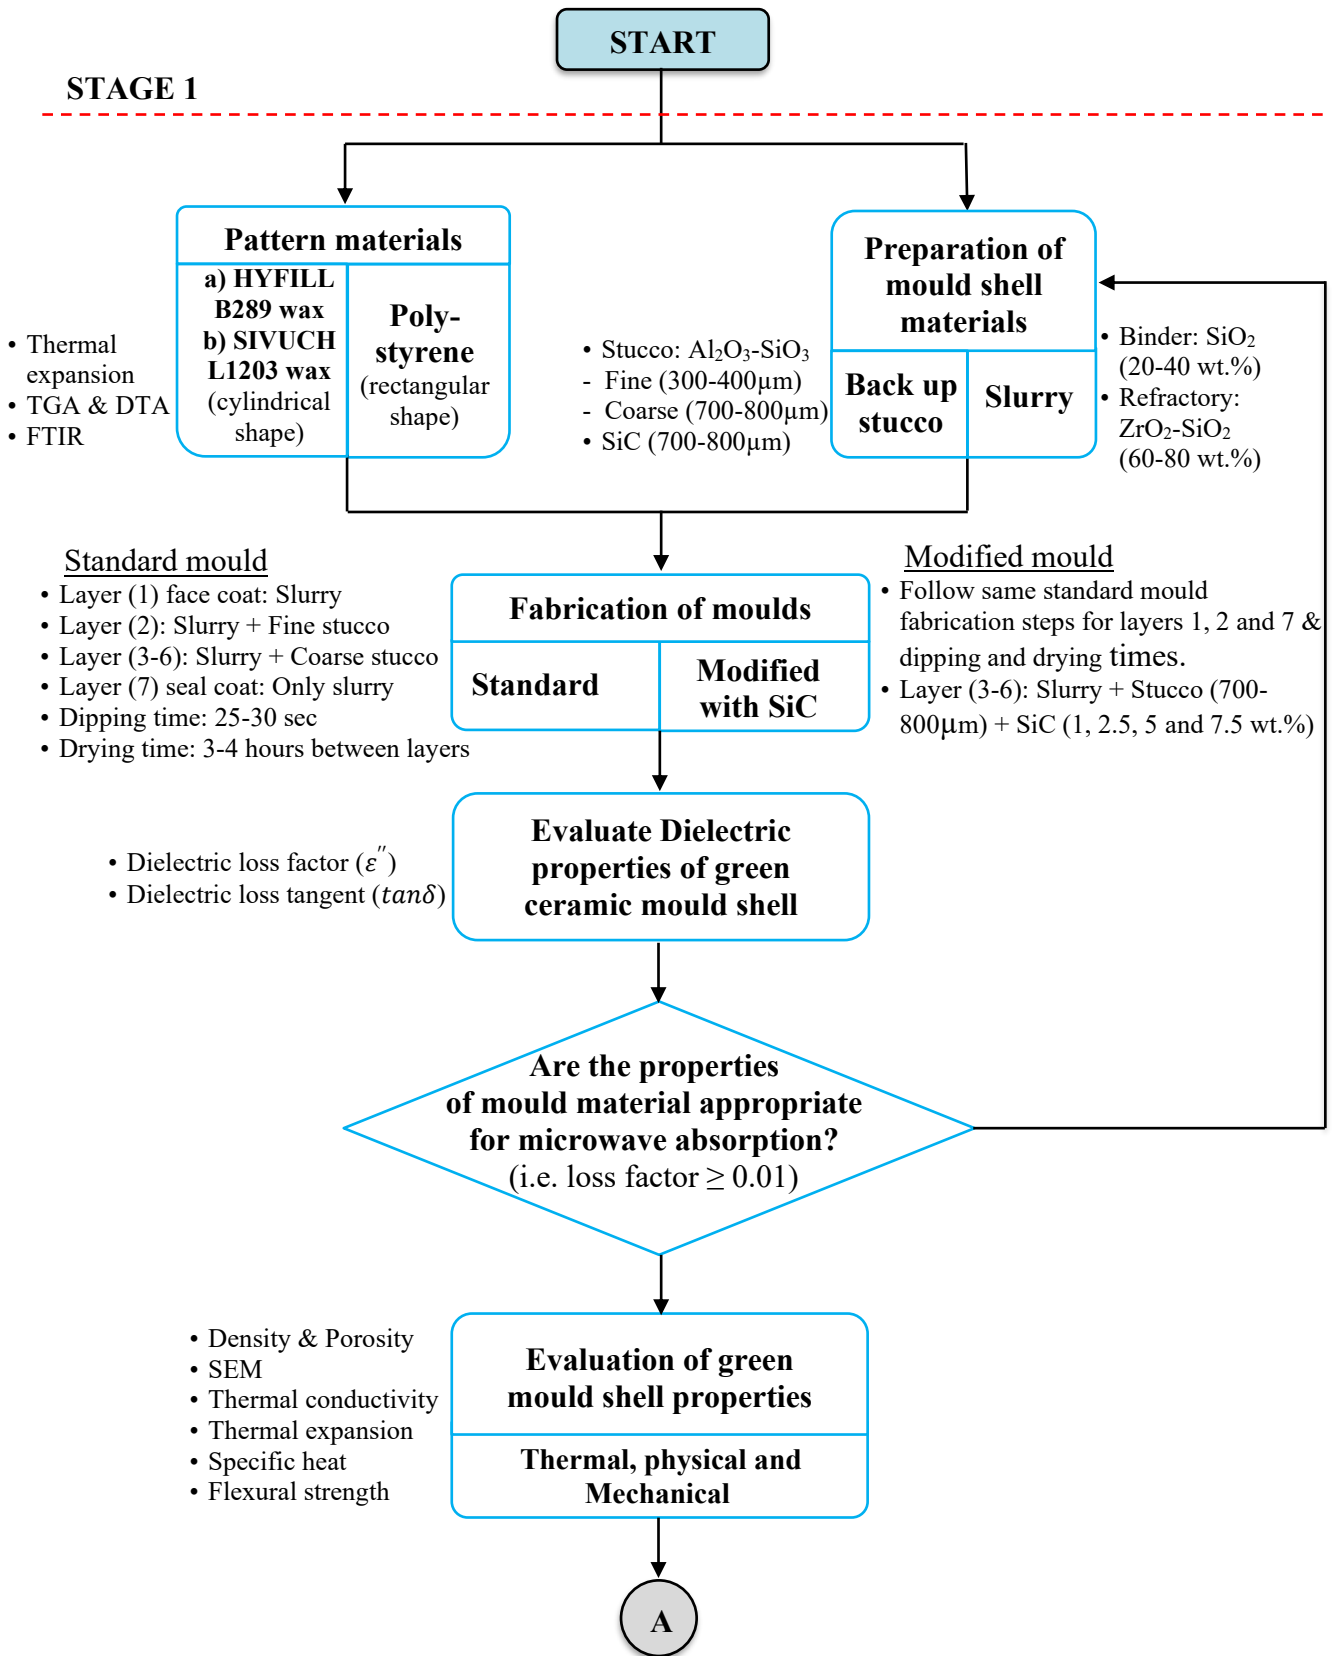 START
STAGE 1
Pattern materials
a) HYFILL
B289 wax
b) SIVUCH
L1203 wax
(cylindrical
shape)
Poly-
styrene
(rectangular
shape)
• Thermal
expansion
• TGA & DTA
• FTIR
Preparation of
mould shell
materials
Back up
stucco
Slurry
• Stucco: Al₂O₃-SiO₃
- Fine (300-400µm)
- Coarse (700-800µm)
• SiC (700-800µm)
• Binder: SiO₂
(20-40 wt.%)
• Refractory:
ZrO₂-SiO₂
(60-80 wt.%)
Standard mould
• Layer (1) face coat: Slurry
• Layer (2): Slurry + Fine stucco
• Layer (3-6): Slurry + Coarse stucco
• Layer (7) seal coat: Only slurry
• Dipping time: 25-30 sec
• Drying time: 3-4 hours between layers
Fabrication of moulds
Standard
Modified
with SiC
Modified mould
• Follow same standard mould
fabrication steps for layers 1, 2 and 7 &
dipping and drying times.
• Layer (3-6): Slurry + Stucco (700-
800µm) + SiC (1, 2.5, 5 and 7.5 wt.%)
Evaluate Dielectric
properties of green
ceramic mould shell
• Dielectric loss factor (ε″)
• Dielectric loss tangent (tanδ)
Are the properties
of mould material appropriate
for microwave absorption?
(i.e. loss factor ≥ 0.01)
• Density & Porosity
• SEM
• Thermal conductivity
• Thermal expansion
• Specific heat
• Flexural strength
Evaluation of green
mould shell properties
Thermal, physical and
Mechanical
A